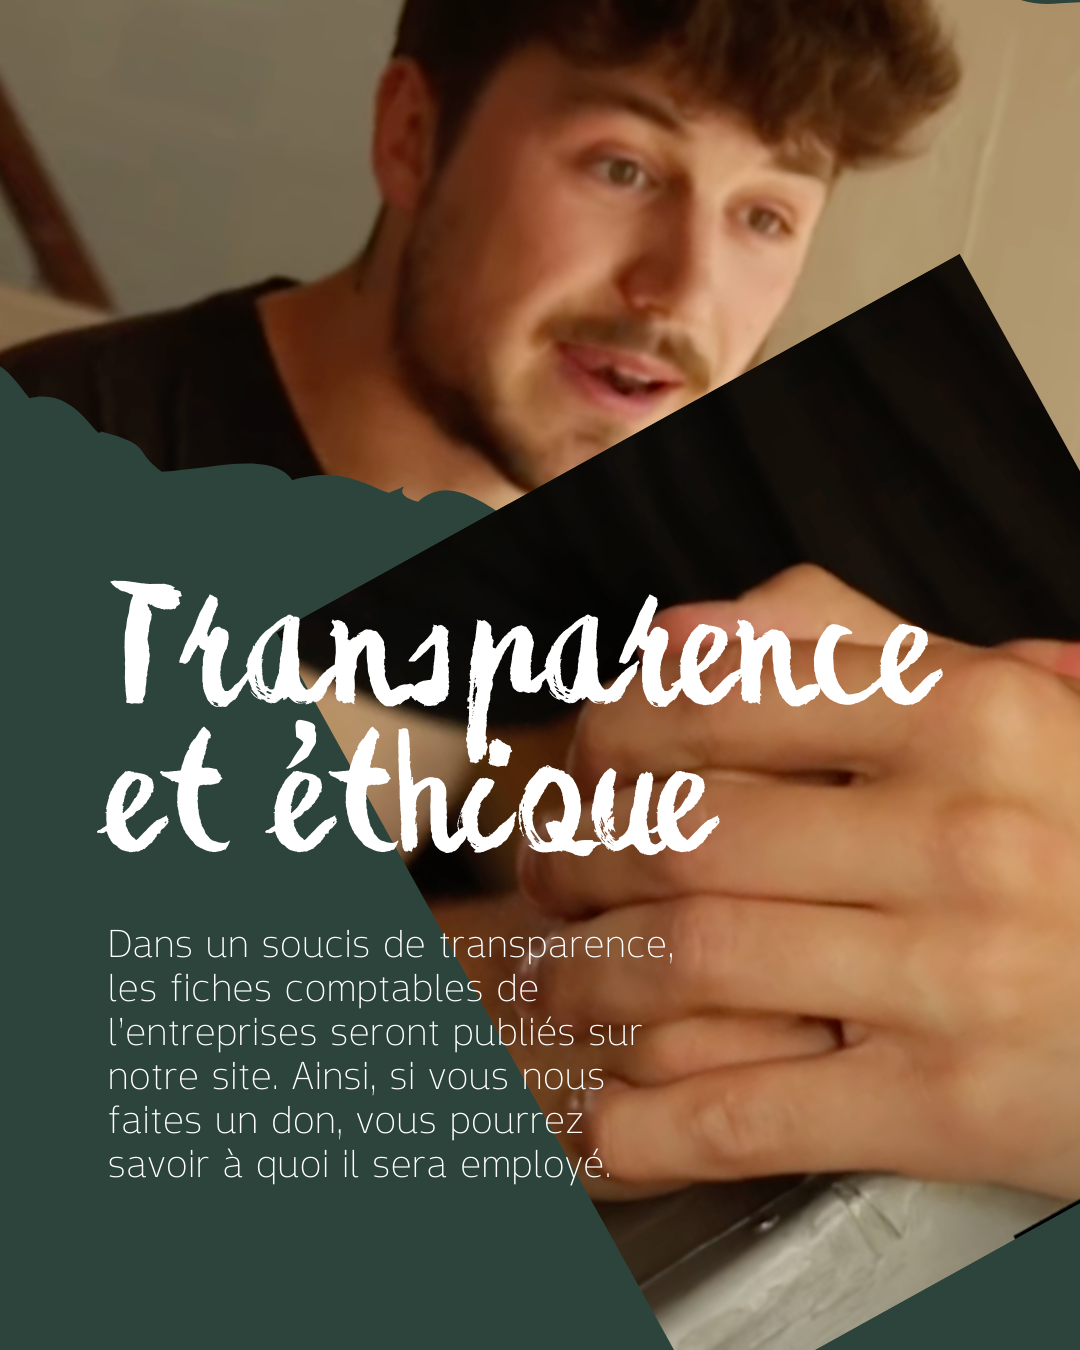 Transparence
et éthique
Dans un soucis de transparence,
les fiches comptables de
l'entreprises seront publiés sur
notre site. Ainsi, si vous nous
faites un don, vous pourrez
savoir à quoi il sera employé.